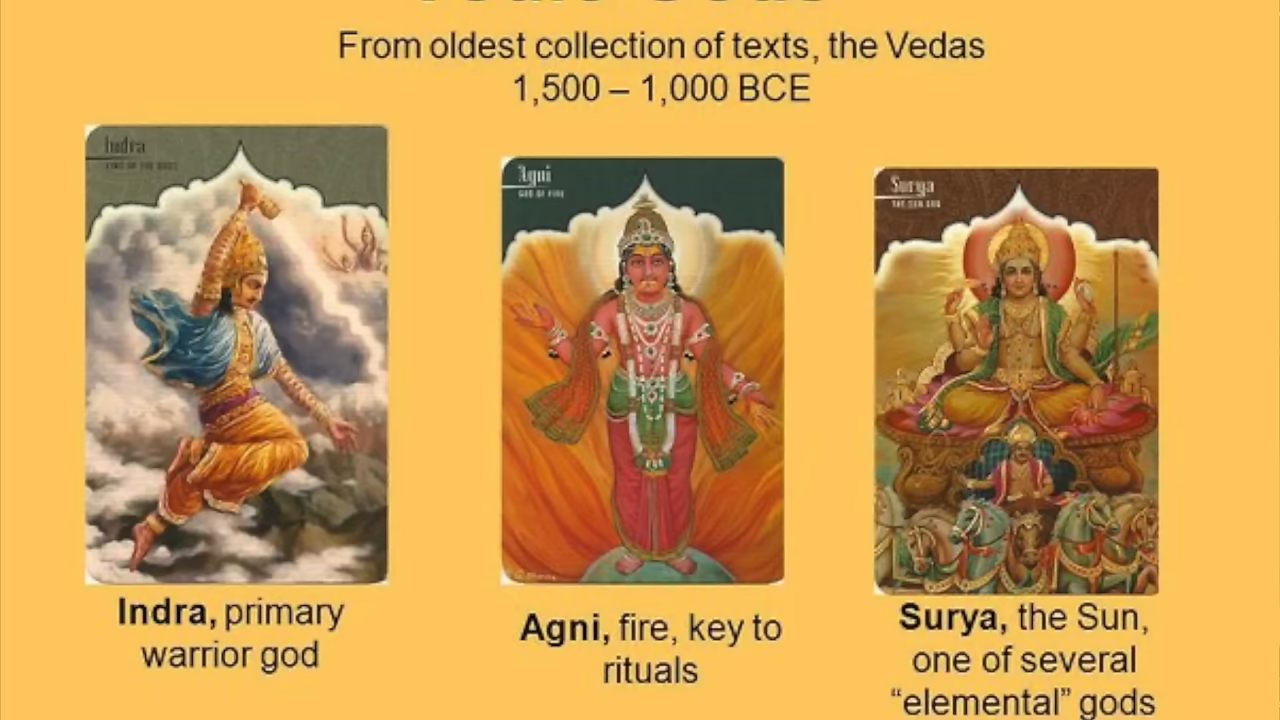 From oldest collection of texts, the Vedas
1,500 – 1,000 BCE
Indra
Agni
GOD OF FIRE
Surya
THE SUN GOD
Indra, primary
warrior god
Agni, fire, key to
rituals
Surya, the Sun,
one of several
“elemental” gods